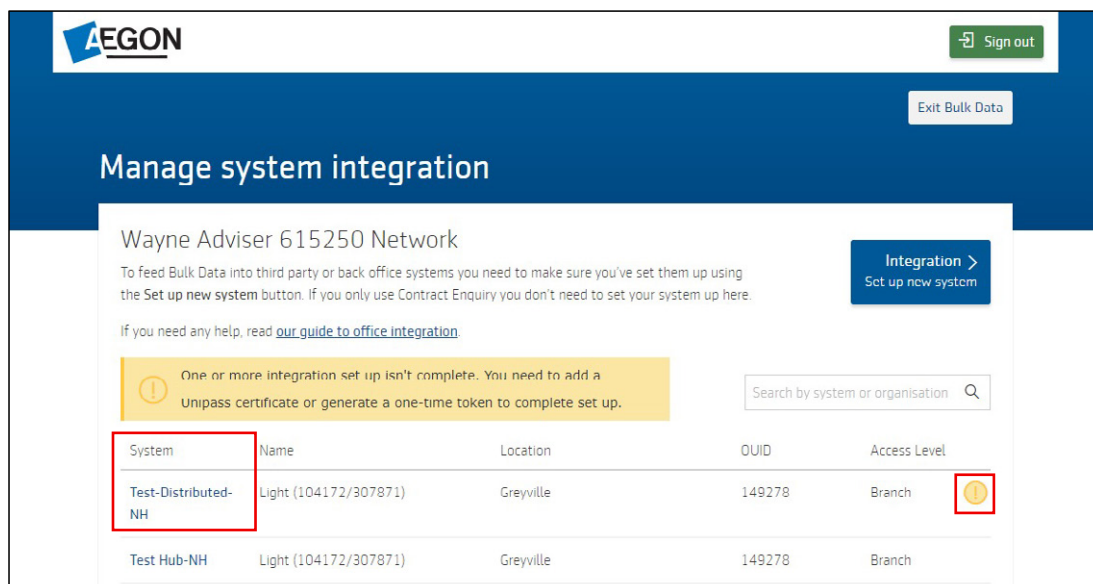 AEGON
Sign out
Exit Bulk Data
Manage system integration
Wayne Adviser 615250 Network
To feed Bulk Data into third party or back office systems you need to make sure you've set them up using
the Set up new system button. If you only use Contract Enquiry you don't need to set your system up here.
Integration >
Set up new system
If you need any help, read our guide to office integration.
One or more integration set up isn't complete. You need to add a
Unipass certificate or generate a one-time token to complete set up.
Search by system or organisation
System Name Location OUID Access Level
Test-Distributed- Light (104172/307871) Greyville 149278 Branch
NH
Test Hub-NH Light (104172/307871) Greyville 149278 Branch